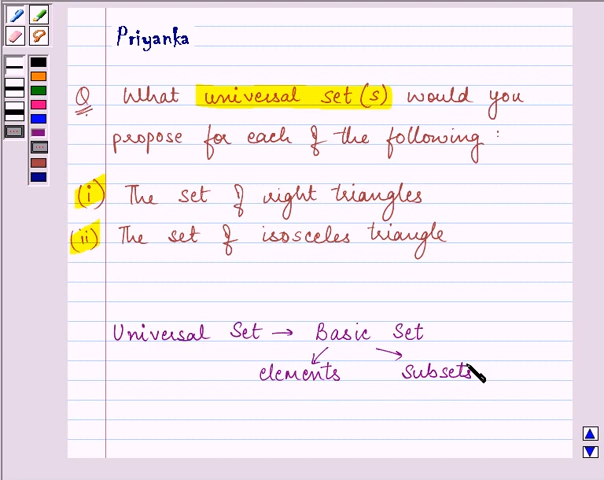 Priyanka
Q What universal set(s) would you
propose for each of the following :
(i) The set of right triangles
(ii) The set of isosceles triangle
Universal Set → Basic Set
elements subsets